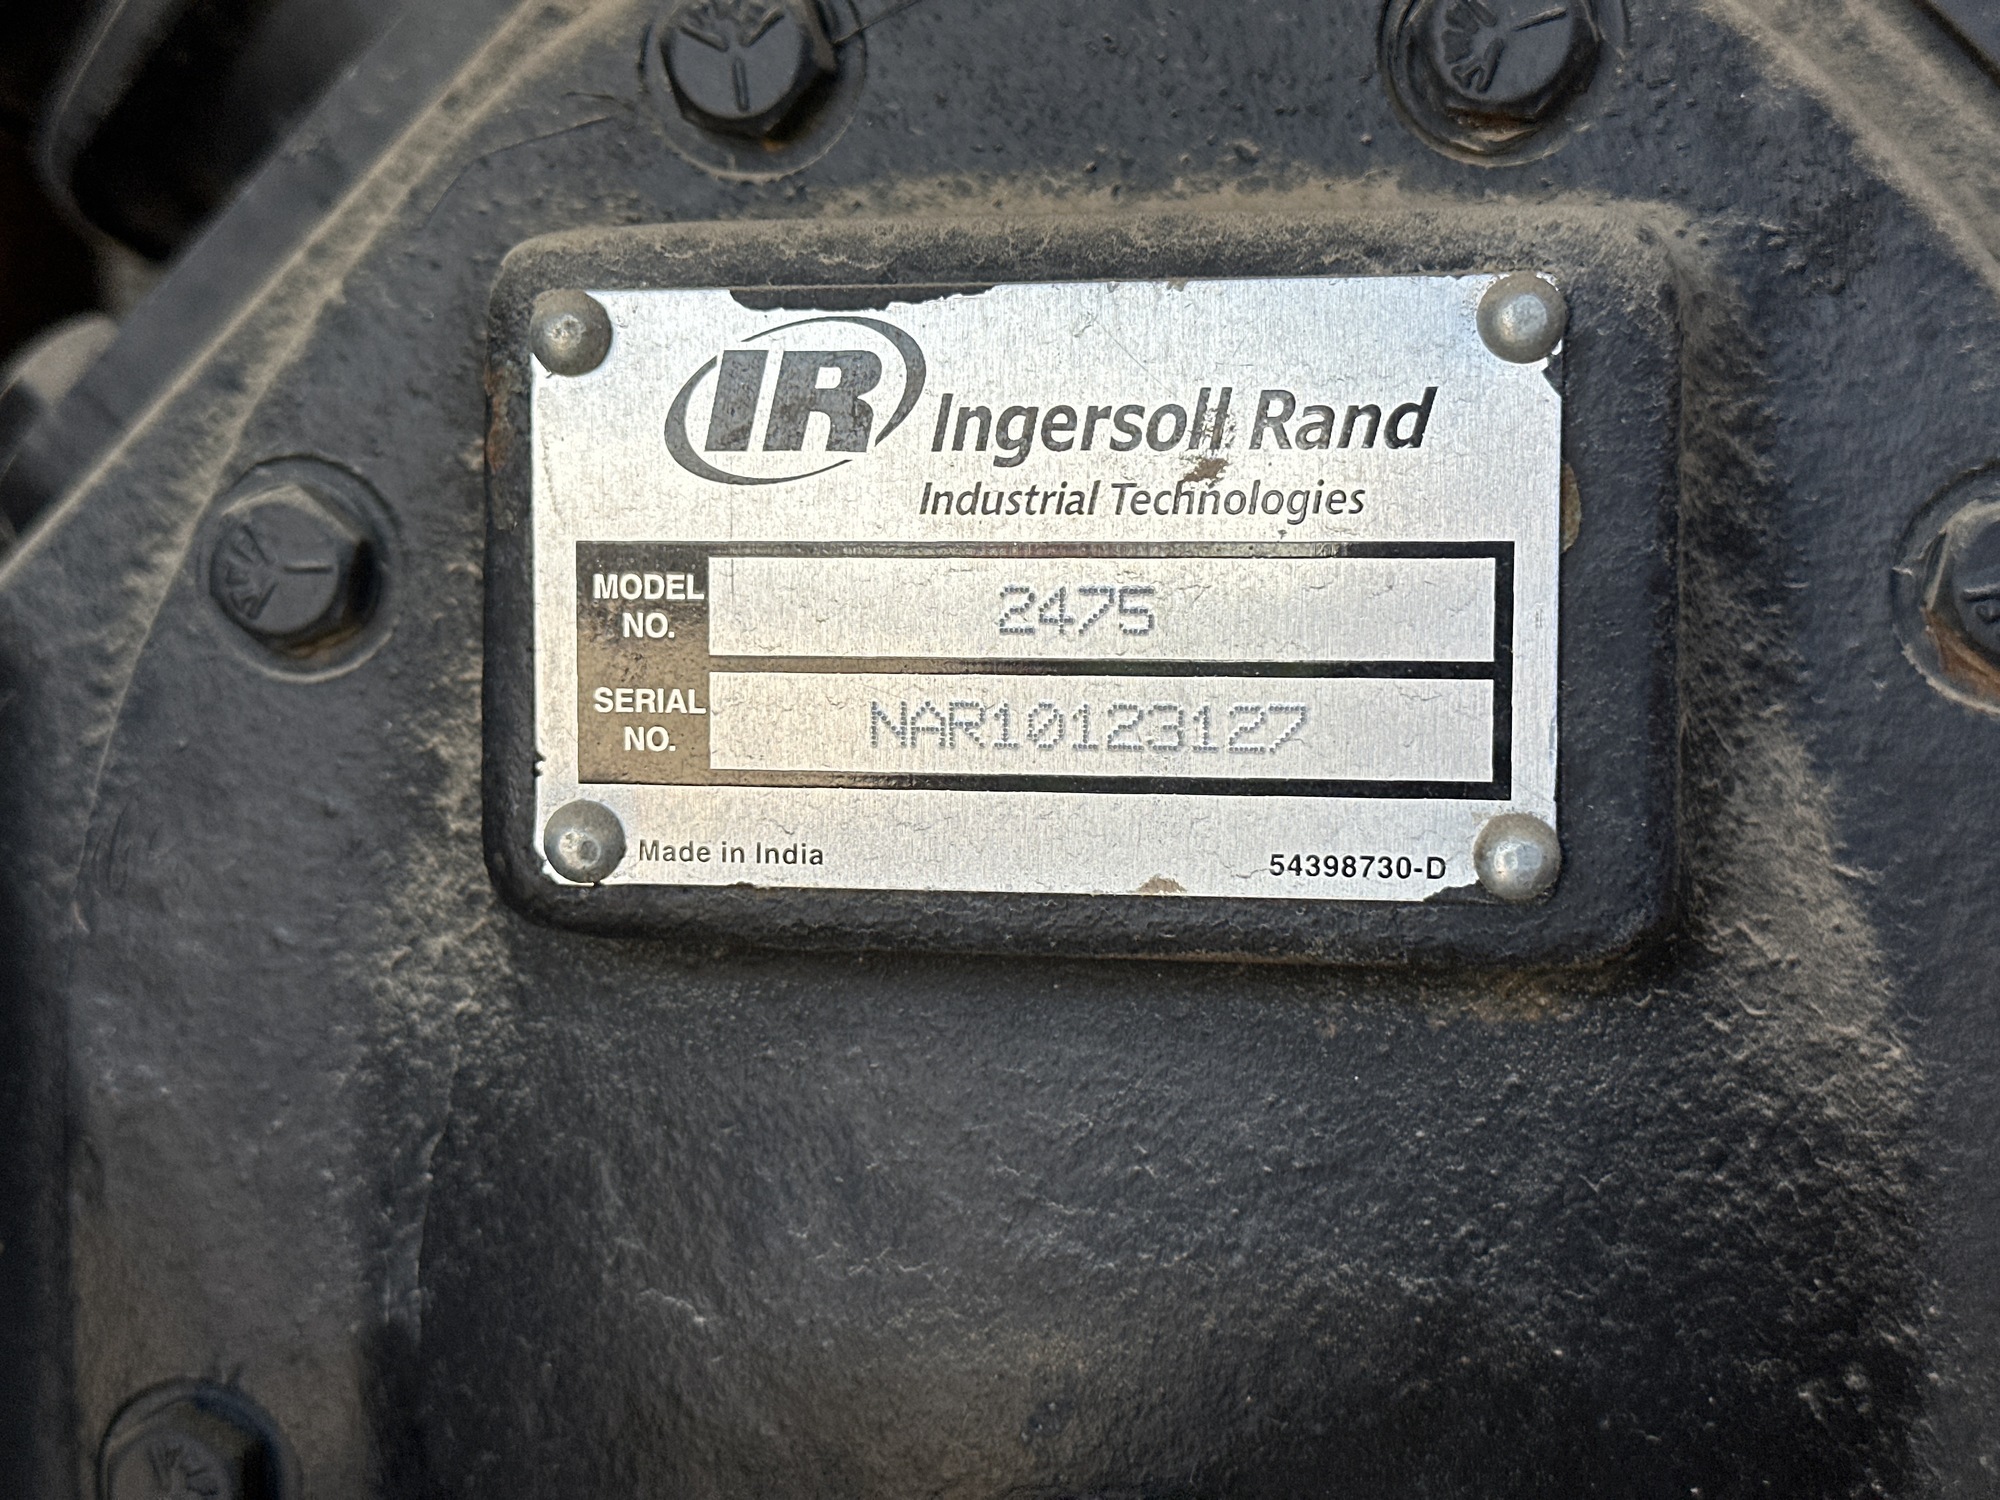 IR Ingersoll Rand
Industrial Technologies
MODEL NO. 2475
SERIAL NO. NAR10123127
Made in India
54398730-D